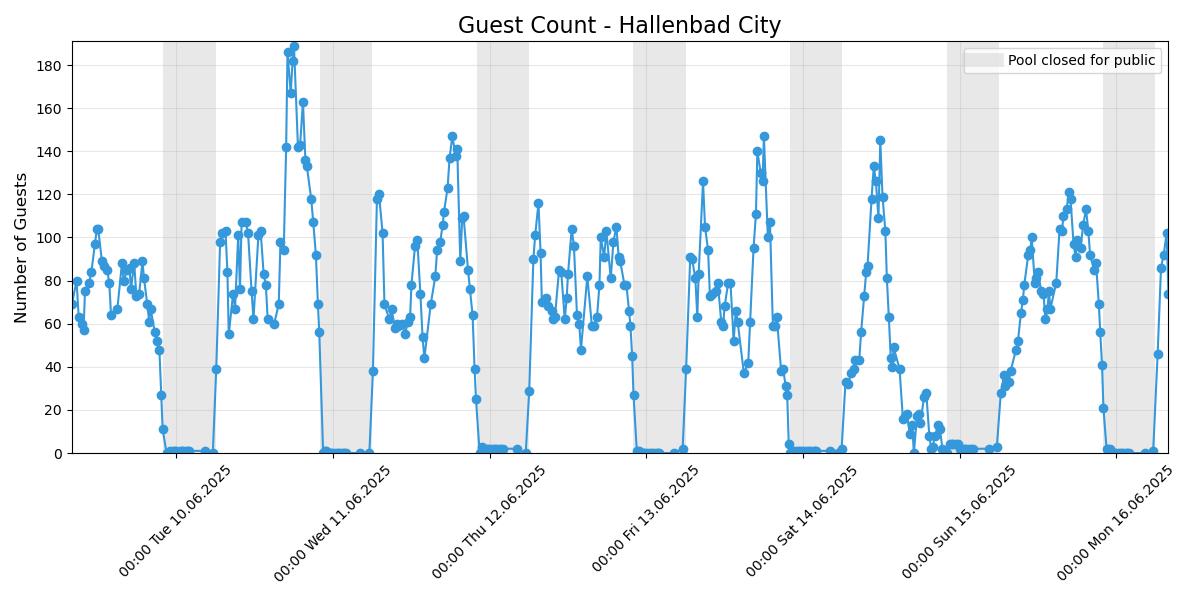 Guest Count - Hallenbad City
Pool closed for public
Number of Guests
180
160
140
120
100
80
60
40
20
0
00:00 Tue 10.06.2025
00:00 Wed 11.06.2025
00:00 Thu 12.06.2025
00:00 Fri 13.06.2025
00:00 Sat 14.06.2025
00:00 Sun 15.06.2025
00:00 Mon 16.06.2025